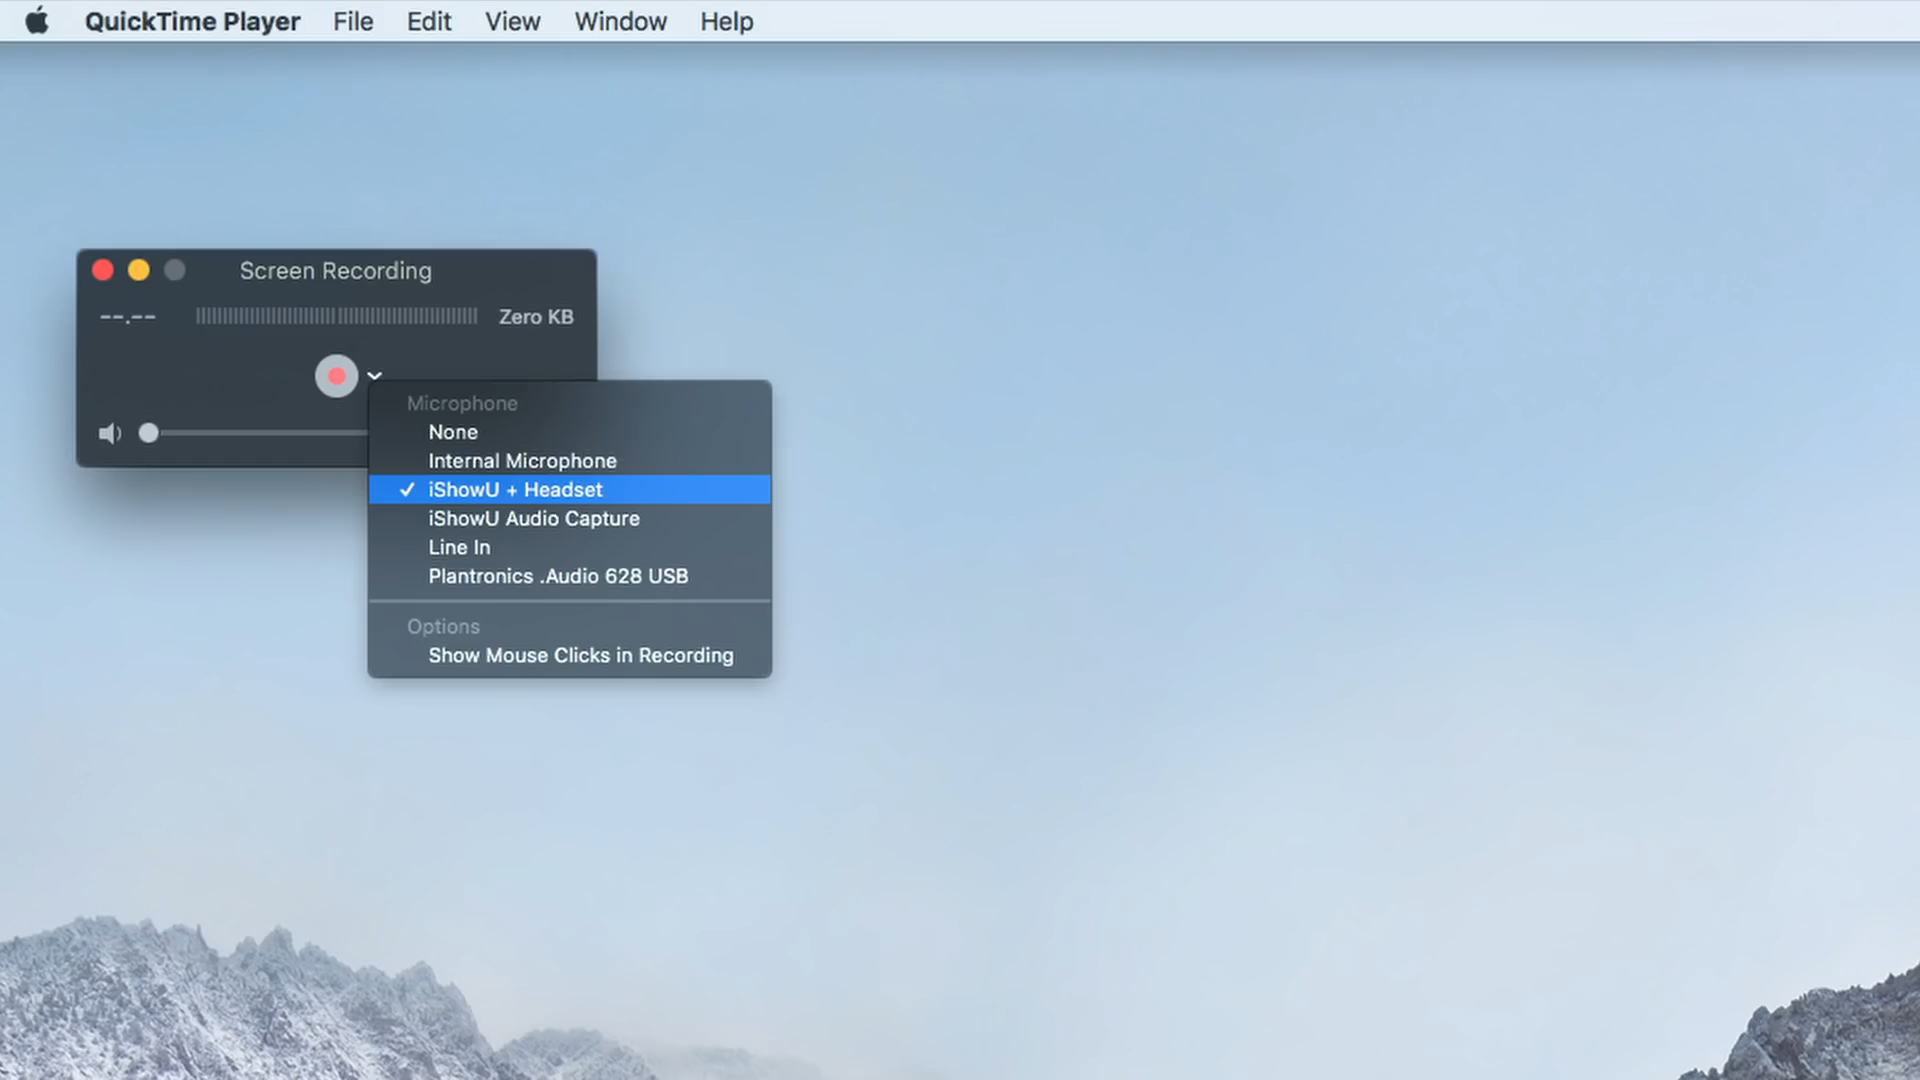 QuickTime Player File Edit View Window Help
Screen Recording
--.-- Zero KB
Microphone
None
Internal Microphone
✓ iShowU + Headset
iShowU Audio Capture
Line In
Plantronics .Audio 628 USB
Options
Show Mouse Clicks in Recording